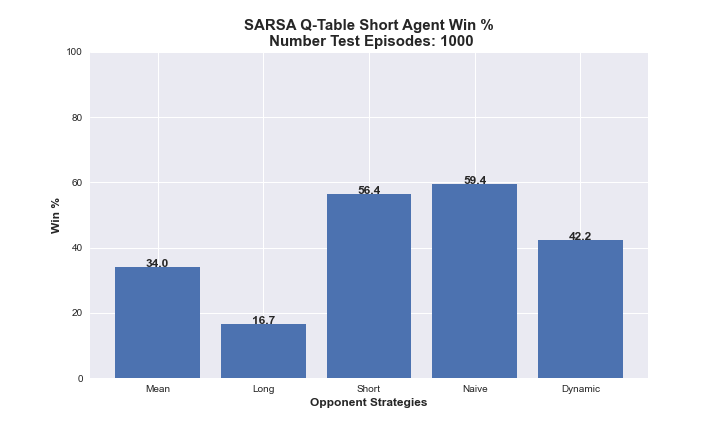 SARSA Q-Table Short Agent Win %
Number Test Episodes: 1000
100
80
60
40
20
0
Win %
34.0
16.7
56.4
59.4
42.2
Mean
Long
Short
Naive
Dynamic
Opponent Strategies